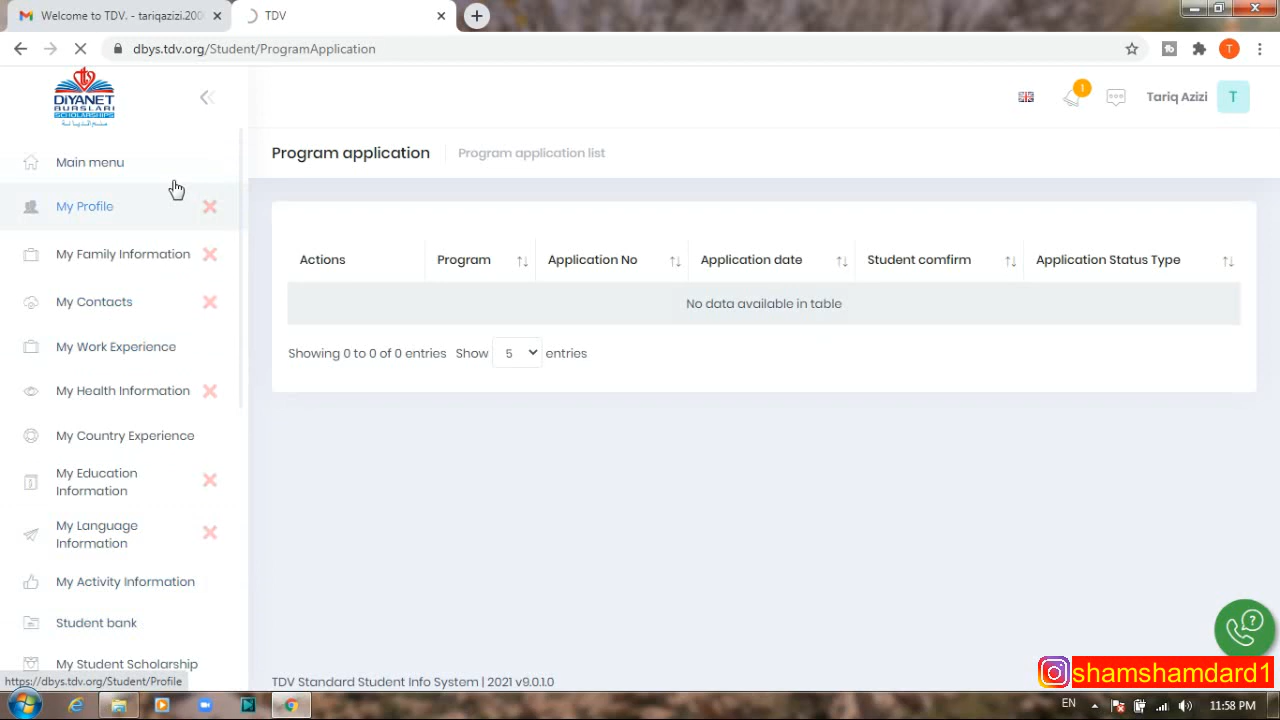 Welcome to TDV. - tariqazizi.200
TDV
dbys.tdv.org/Student/ProgramApplication
T
DIYANET
BURSLARI
SCHOLARSHIPS
1
Tariq Azizi
T
Program application
Program application list
Main menu
My Profile
My Family Information
My Contacts
My Work Experience
My Health Information
My Country Experience
My Education
Information
My Language
Information
My Activity Information
Student bank
My Student Scholarship
Actions
Program
Application No
Application date
Student comfirm
Application Status Type
No data available in table
Showing 0 to 0 of 0 entries Show 5 entries
https://dbys.tdv.org/Student/Profile
TDV Standard Student Info System | 2021 v9.0.1.0
shamshamdard1
EN
11:58 PM